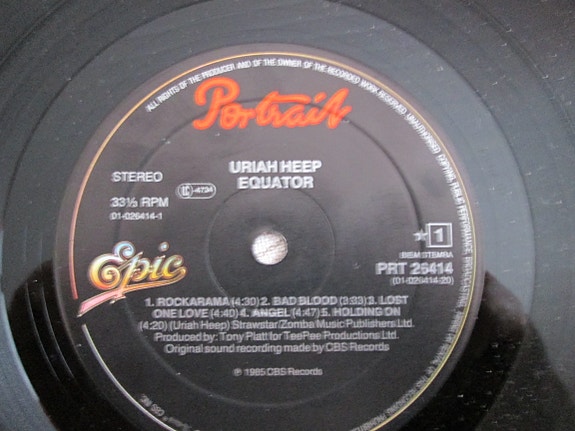 ALL RIGHTS OF THE PRODUCER AND OF THE OWNER OF THE RECORDED WORK RESERVED. UNAUTHORISED COPYING, PUBLIC PERFORMANCE,
Portrait
URIAH HEEP
EQUATOR
STEREO
LC-4734
33⅓ RPM
01-026414-1
★ 1
BIEM STEMRA
PRT 26414
(01-026414-20)
Epic
1. ROCKARAMA (4:30) 2. BAD BLOOD (3:33) 3. LOST
ONE LOVE (4:40) 4. ANGEL (4:47) 5. HOLDING ON
(4:20) (Uriah Heep) Strawstar/Zomba Music Publishers Ltd.
Produced by: Tony Platt for TeePee Productions Ltd.
Original sound recording made by CBS Records
℗ 1985 CBS Records